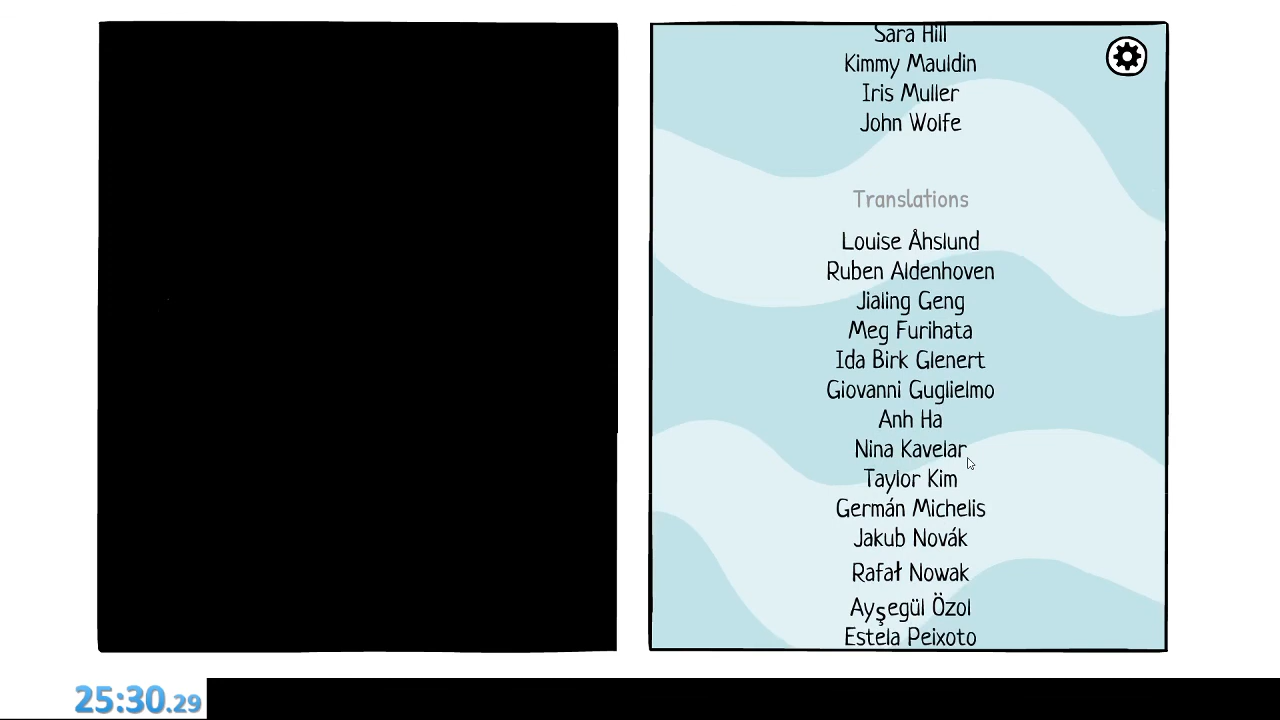 Sara Hill
Kimmy Mauldin
Iris Muller
John Wolfe
Translations
Louise Åhslund
Ruben Aldenhoven
Jialing Geng
Meg Furihata
Ida Birk Glenert
Giovanni Guglielmo
Anh Ha
Nina Kavelar
Taylor Kim
Germán Michelis
Jakub Novák
Rafał Nowak
Ayşegül Özol
Estela Peixoto
25:30.29